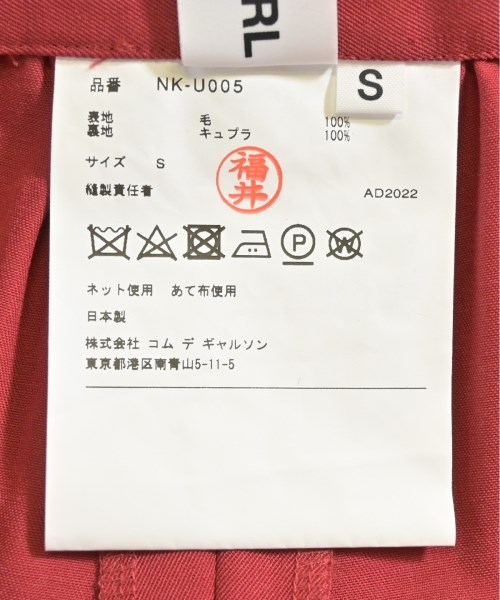 RL
S
品番 NK-U005
表地 毛 100%
裏地 キュプラ 100%
サイズ S
福井
縫製責任者 AD2022
P W
ネット使用 あて布使用
日本製
株式会社 コム デ ギャルソン
東京都港区南青山5-11-5